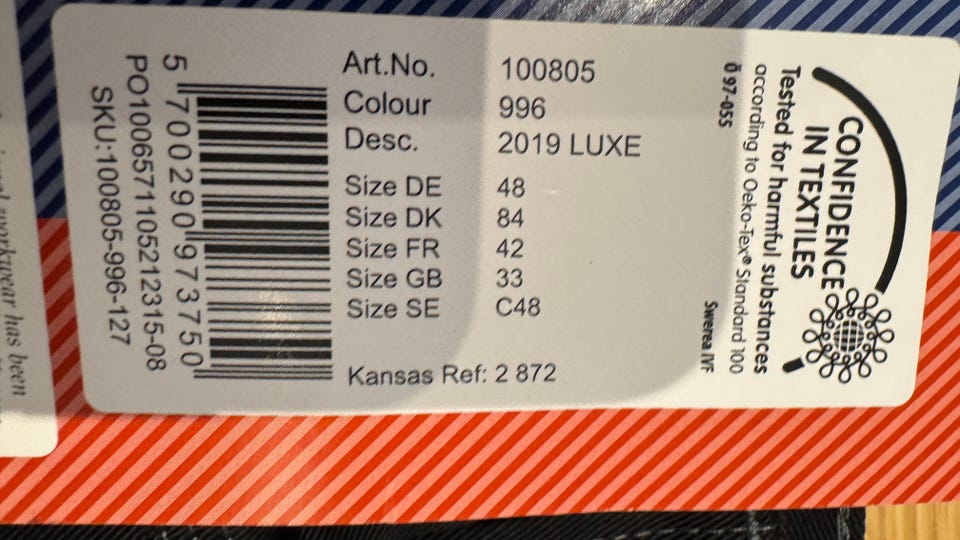 Art.No. 100805
Colour 996
Desc. 2019 LUXE
Size DE 48
Size DK 84
Size FR 42
Size GB 33
Size SE C48
Kansas Ref: 2 872
5 700290 973750
PO1006571105212315-08
SKU:100805-996-127
CONFIDENCE
IN TEXTILES
Tested for harmful substances
according to Oeko-Tex® Standard 100
Ö 97-055 Swerea IVF
workwear has been